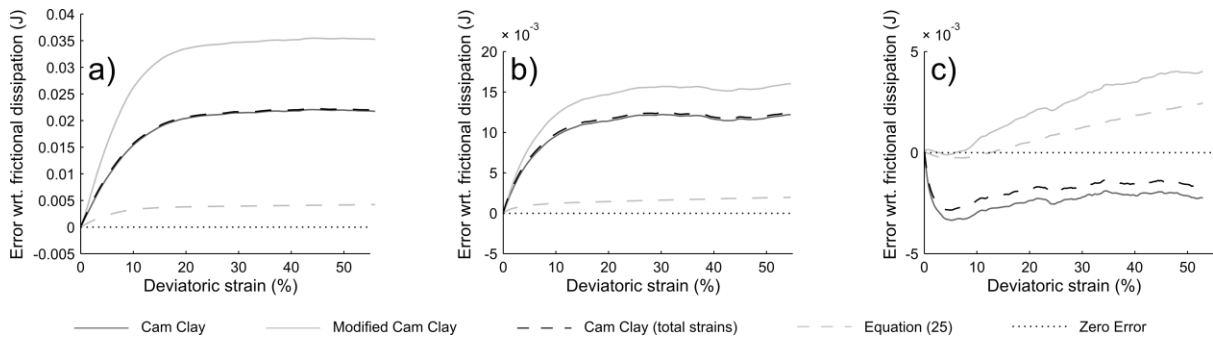 a)
Error wrt. frictional dissipation (J)
0.04
0.035
0.03
0.025
0.02
0.015
0.01
0.005
0
-0.005
0 10 20 30 40 50
Deviatoric strain (%)
b)
Error wrt. frictional dissipation (J)
× 10⁻³
20
15
10
5
0
-5
0 10 20 30 40 50
Deviatoric strain (%)
c)
Error wrt. frictional dissipation (J)
× 10⁻³
5
0
-5
0 10 20 30 40 50
Deviatoric strain (%)
Cam Clay Modified Cam Clay Cam Clay (total strains) Equation (25) Zero Error